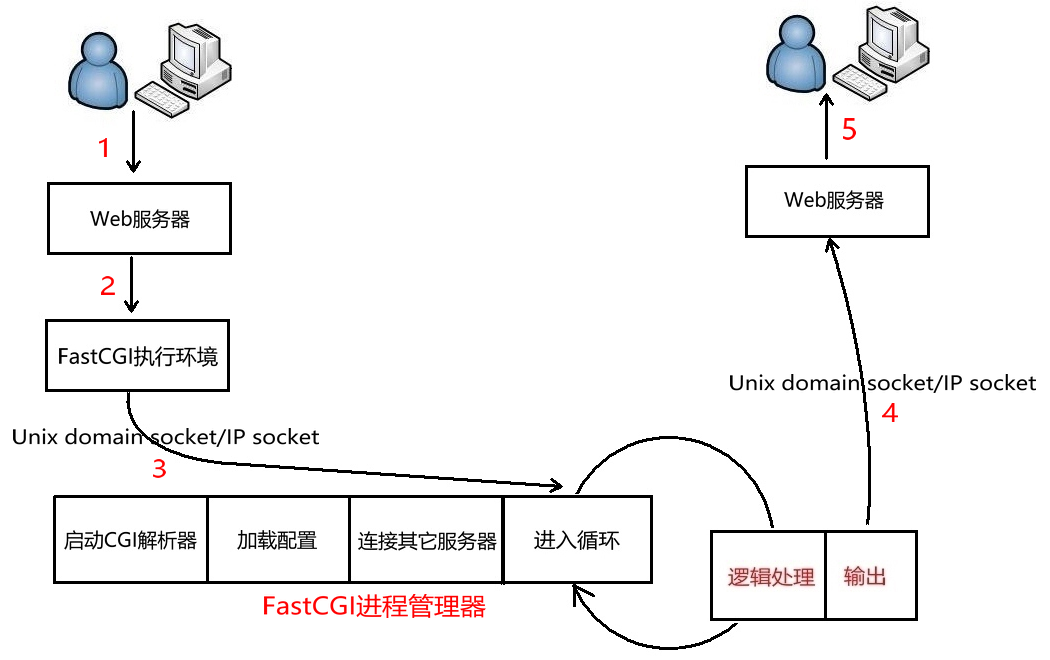 1
Web服务器
2
FastCGI执行环境
Unix domain socket/IP socket
3
启动CGI解析器
加载配置
连接其它服务器
进入循环
FastCGI进程管理器
逻辑处理
输出
Unix domain socket/IP socket
4
Web服务器
5